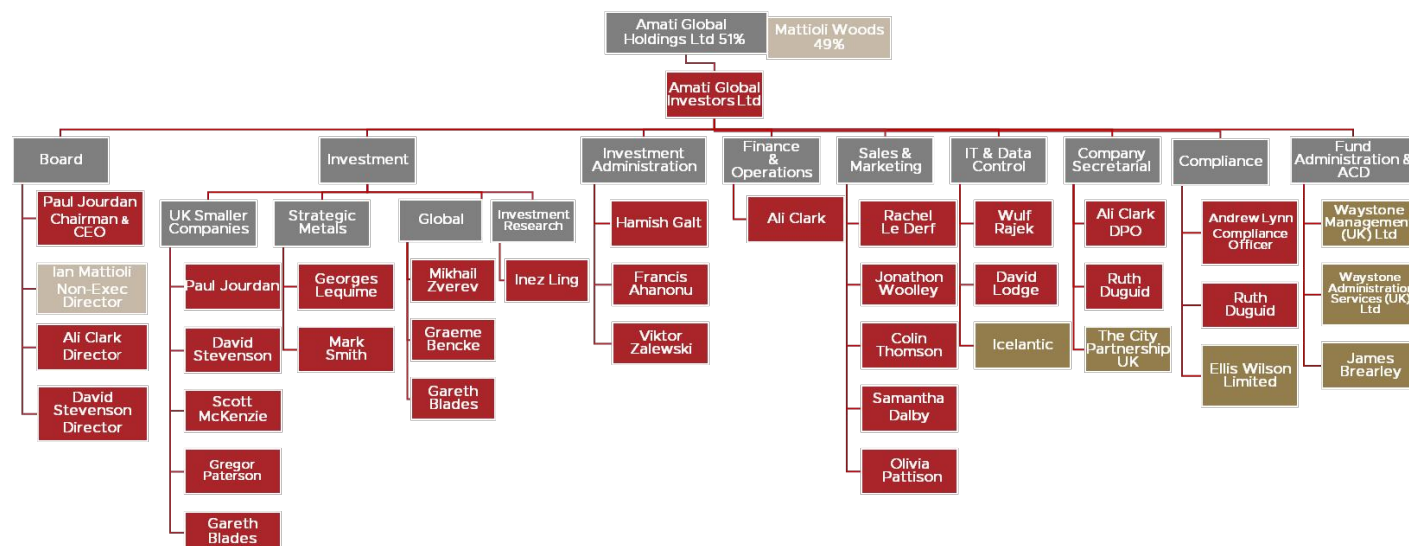 Amati Global
Holdings Ltd 51%
Mattioli Woods
49%
Amati Global
Investors Ltd
Board
Paul Jourdan
Chairman &
CEO
Ian Mattioli
Non-Exec
Director
Ali Clark
Director
David
Stevenson
Director
Investment
UK Smaller
Companies
Paul Jourdan
David
Stevenson
Scott
McKenzie
Gregor
Paterson
Gareth
Blades
Strategic
Metals
Georges
Lequime
Mark
Smith
Global
Mikhail
Zverev
Graeme
Bencke
Gareth
Blades
Investment
Research
Inez Ling
Investment
Administration
Hamish Galt
Francis
Ahanonu
Viktor
Zalewski
Finance
&
Operations
Ali Clark
Sales &
Marketing
Rachel
Le Derf
Jonathon
Woolley
Colin
Thomson
Samantha
Dalby
Olivia
Pattison
IT & Data
Control
Wulf
Rajek
David
Lodge
Icelantic
Company
Secretarial
Ali Clark
DPO
Ruth
Duguid
The City
Partnership
UK
Compliance
Andrew Lynn
Compliance
Officer
Ruth
Duguid
Ellis Wilson
Limited
Fund
Administration &
ACD
Waystone
Management
(UK) Ltd
Waystone
Administration
Services (UK)
Ltd
James
Brearley